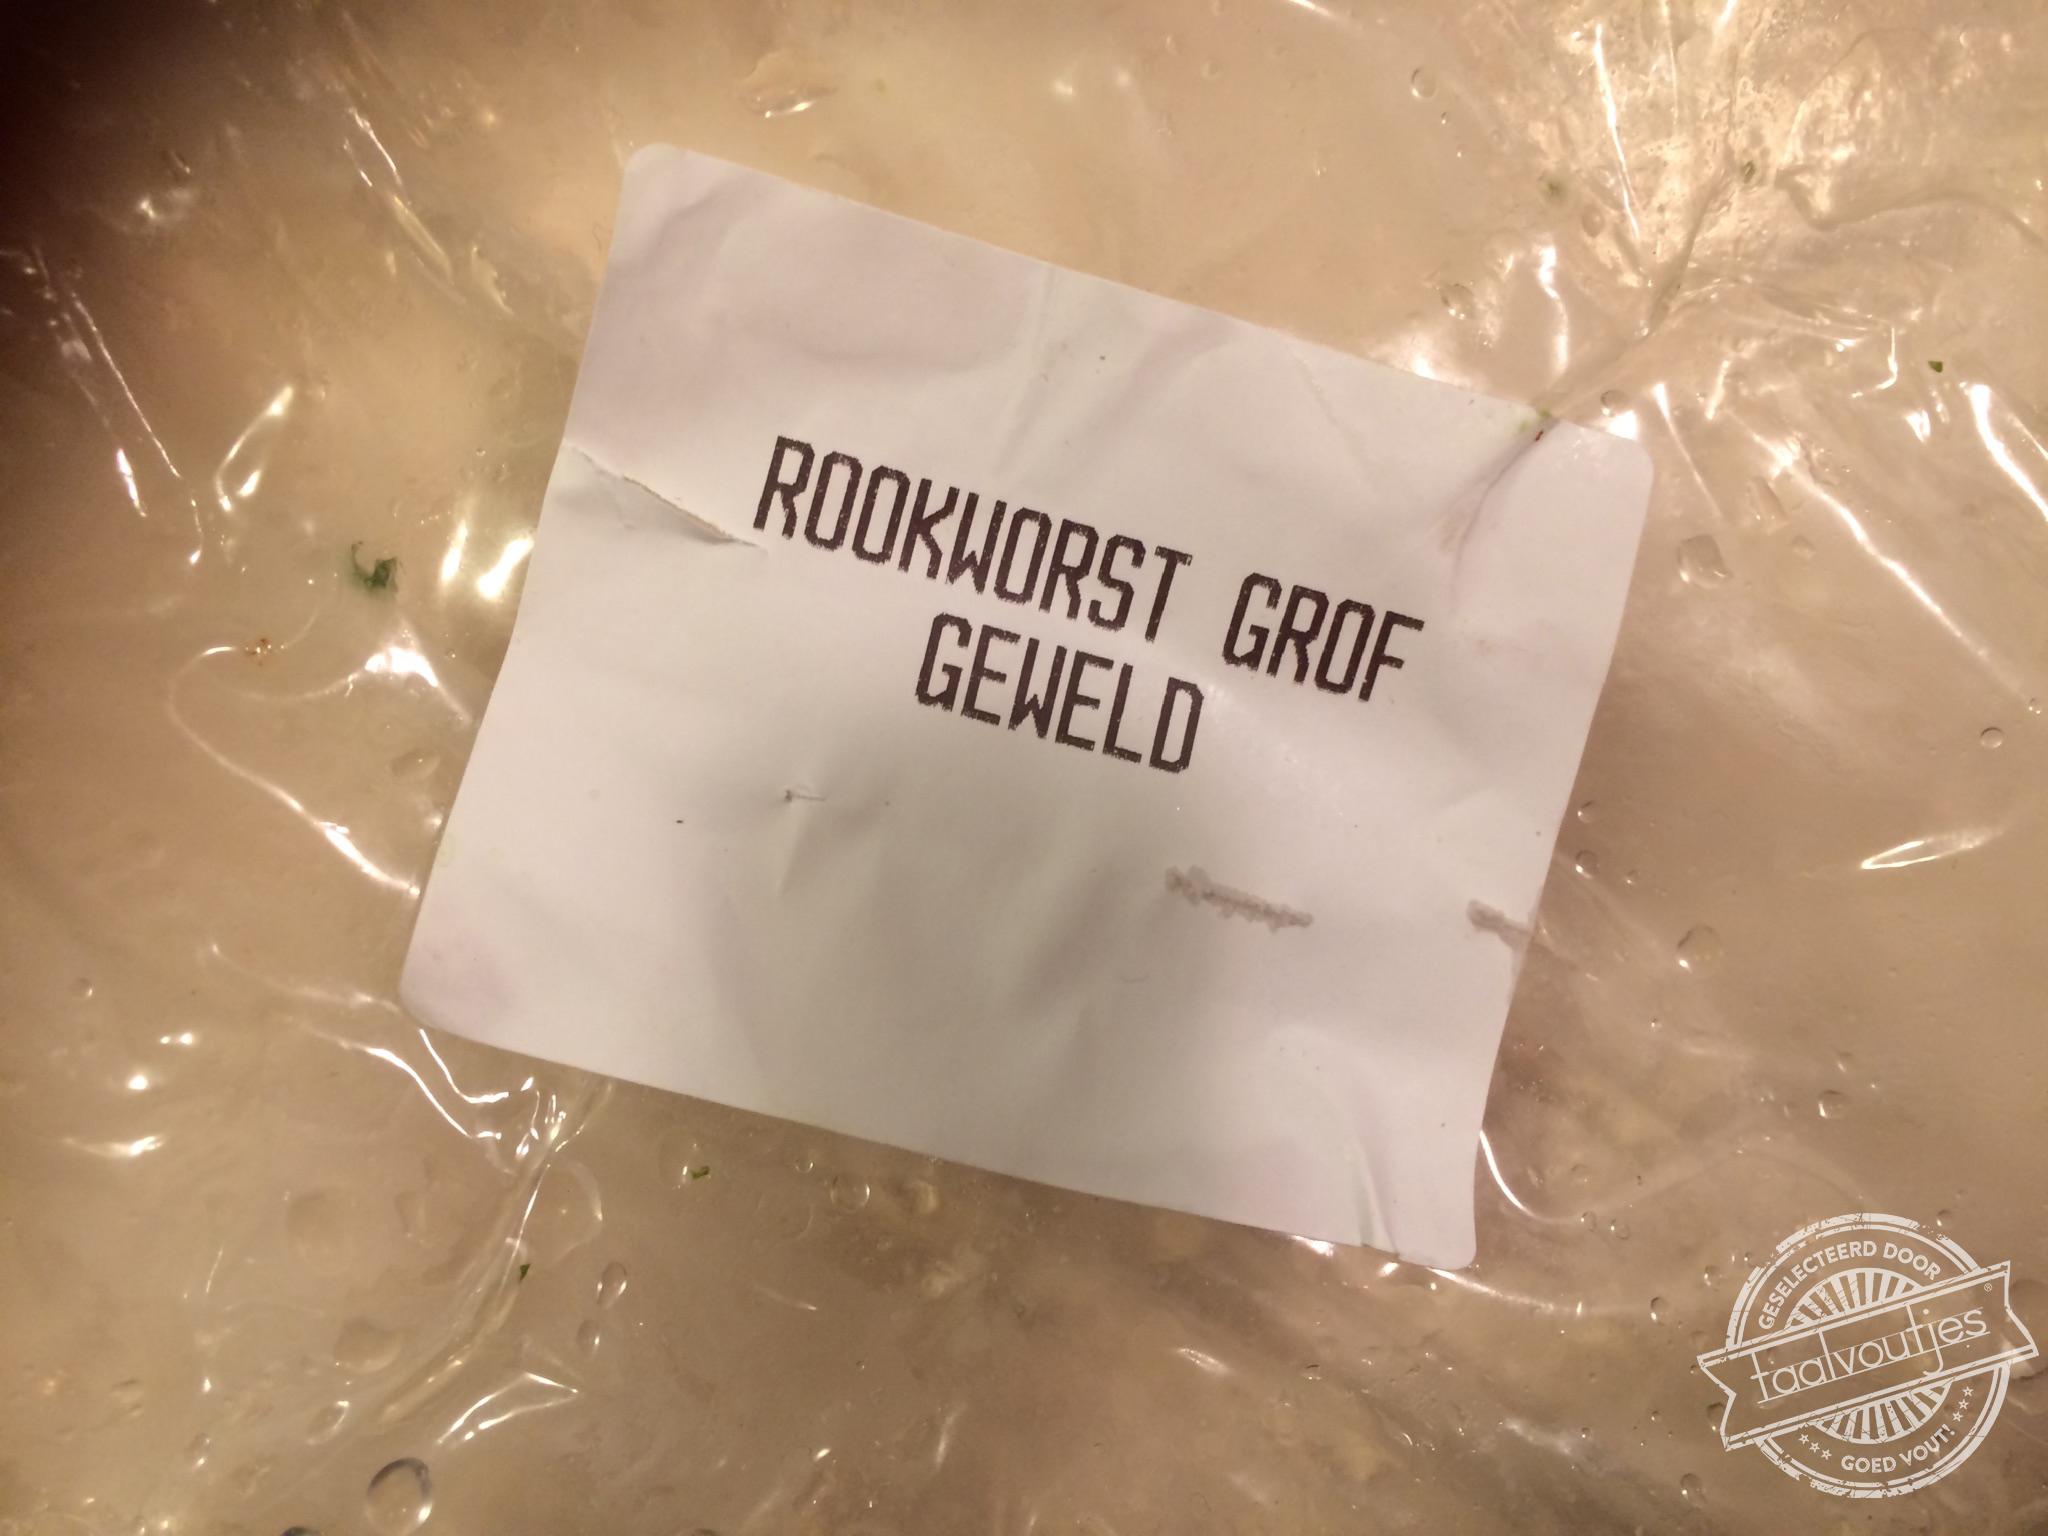 ROOKWORST GROF
GEWELD
GESELECTEERD DOOR
taalvoutjes®
GOED VOUT!